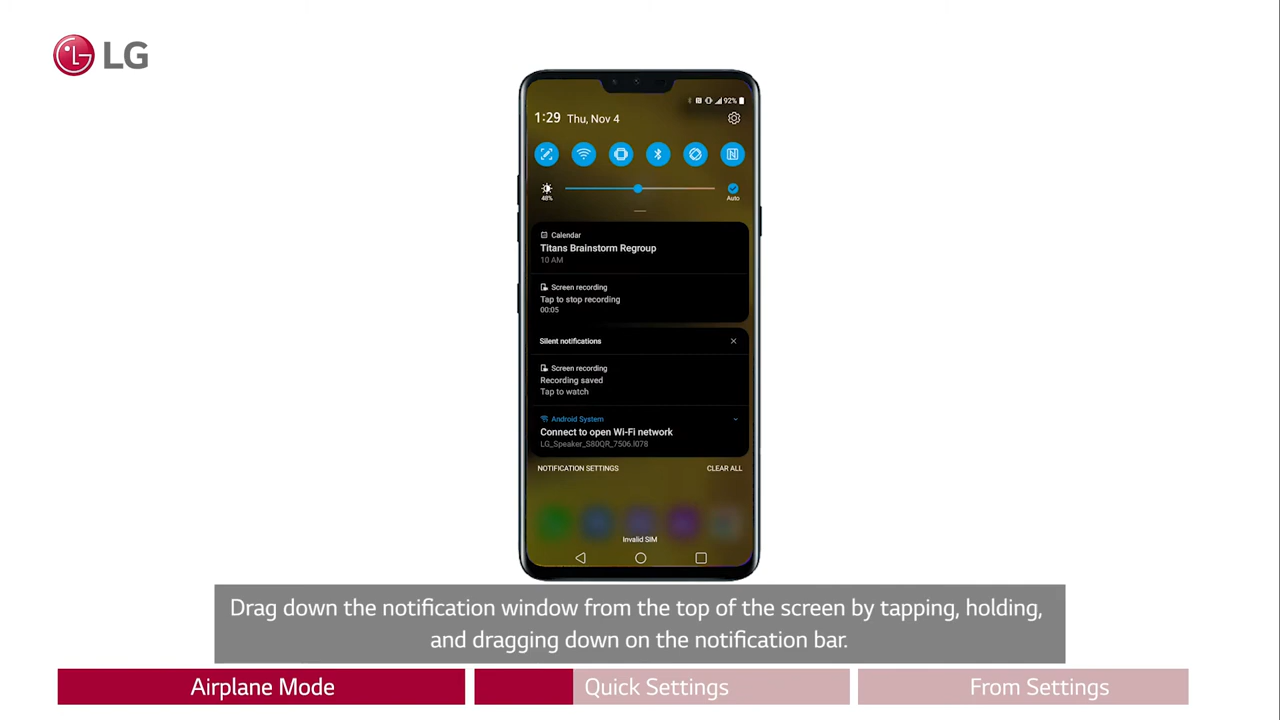 LG
92%
1:29 Thu, Nov 4
48%
Auto
Calendar
Titans Brainstorm Regroup
10 AM
Screen recording
Tap to stop recording
00:05
Silent notifications
Screen recording
Recording saved
Tap to watch
Android System
Connect to open Wi-Fi network
LG_Speaker_S80QR_7506.l078
NOTIFICATION SETTINGS CLEAR ALL
Invalid SIM
Drag down the notification window from the top of the screen by tapping, holding,
and dragging down on the notification bar.
Airplane Mode Quick Settings From Settings